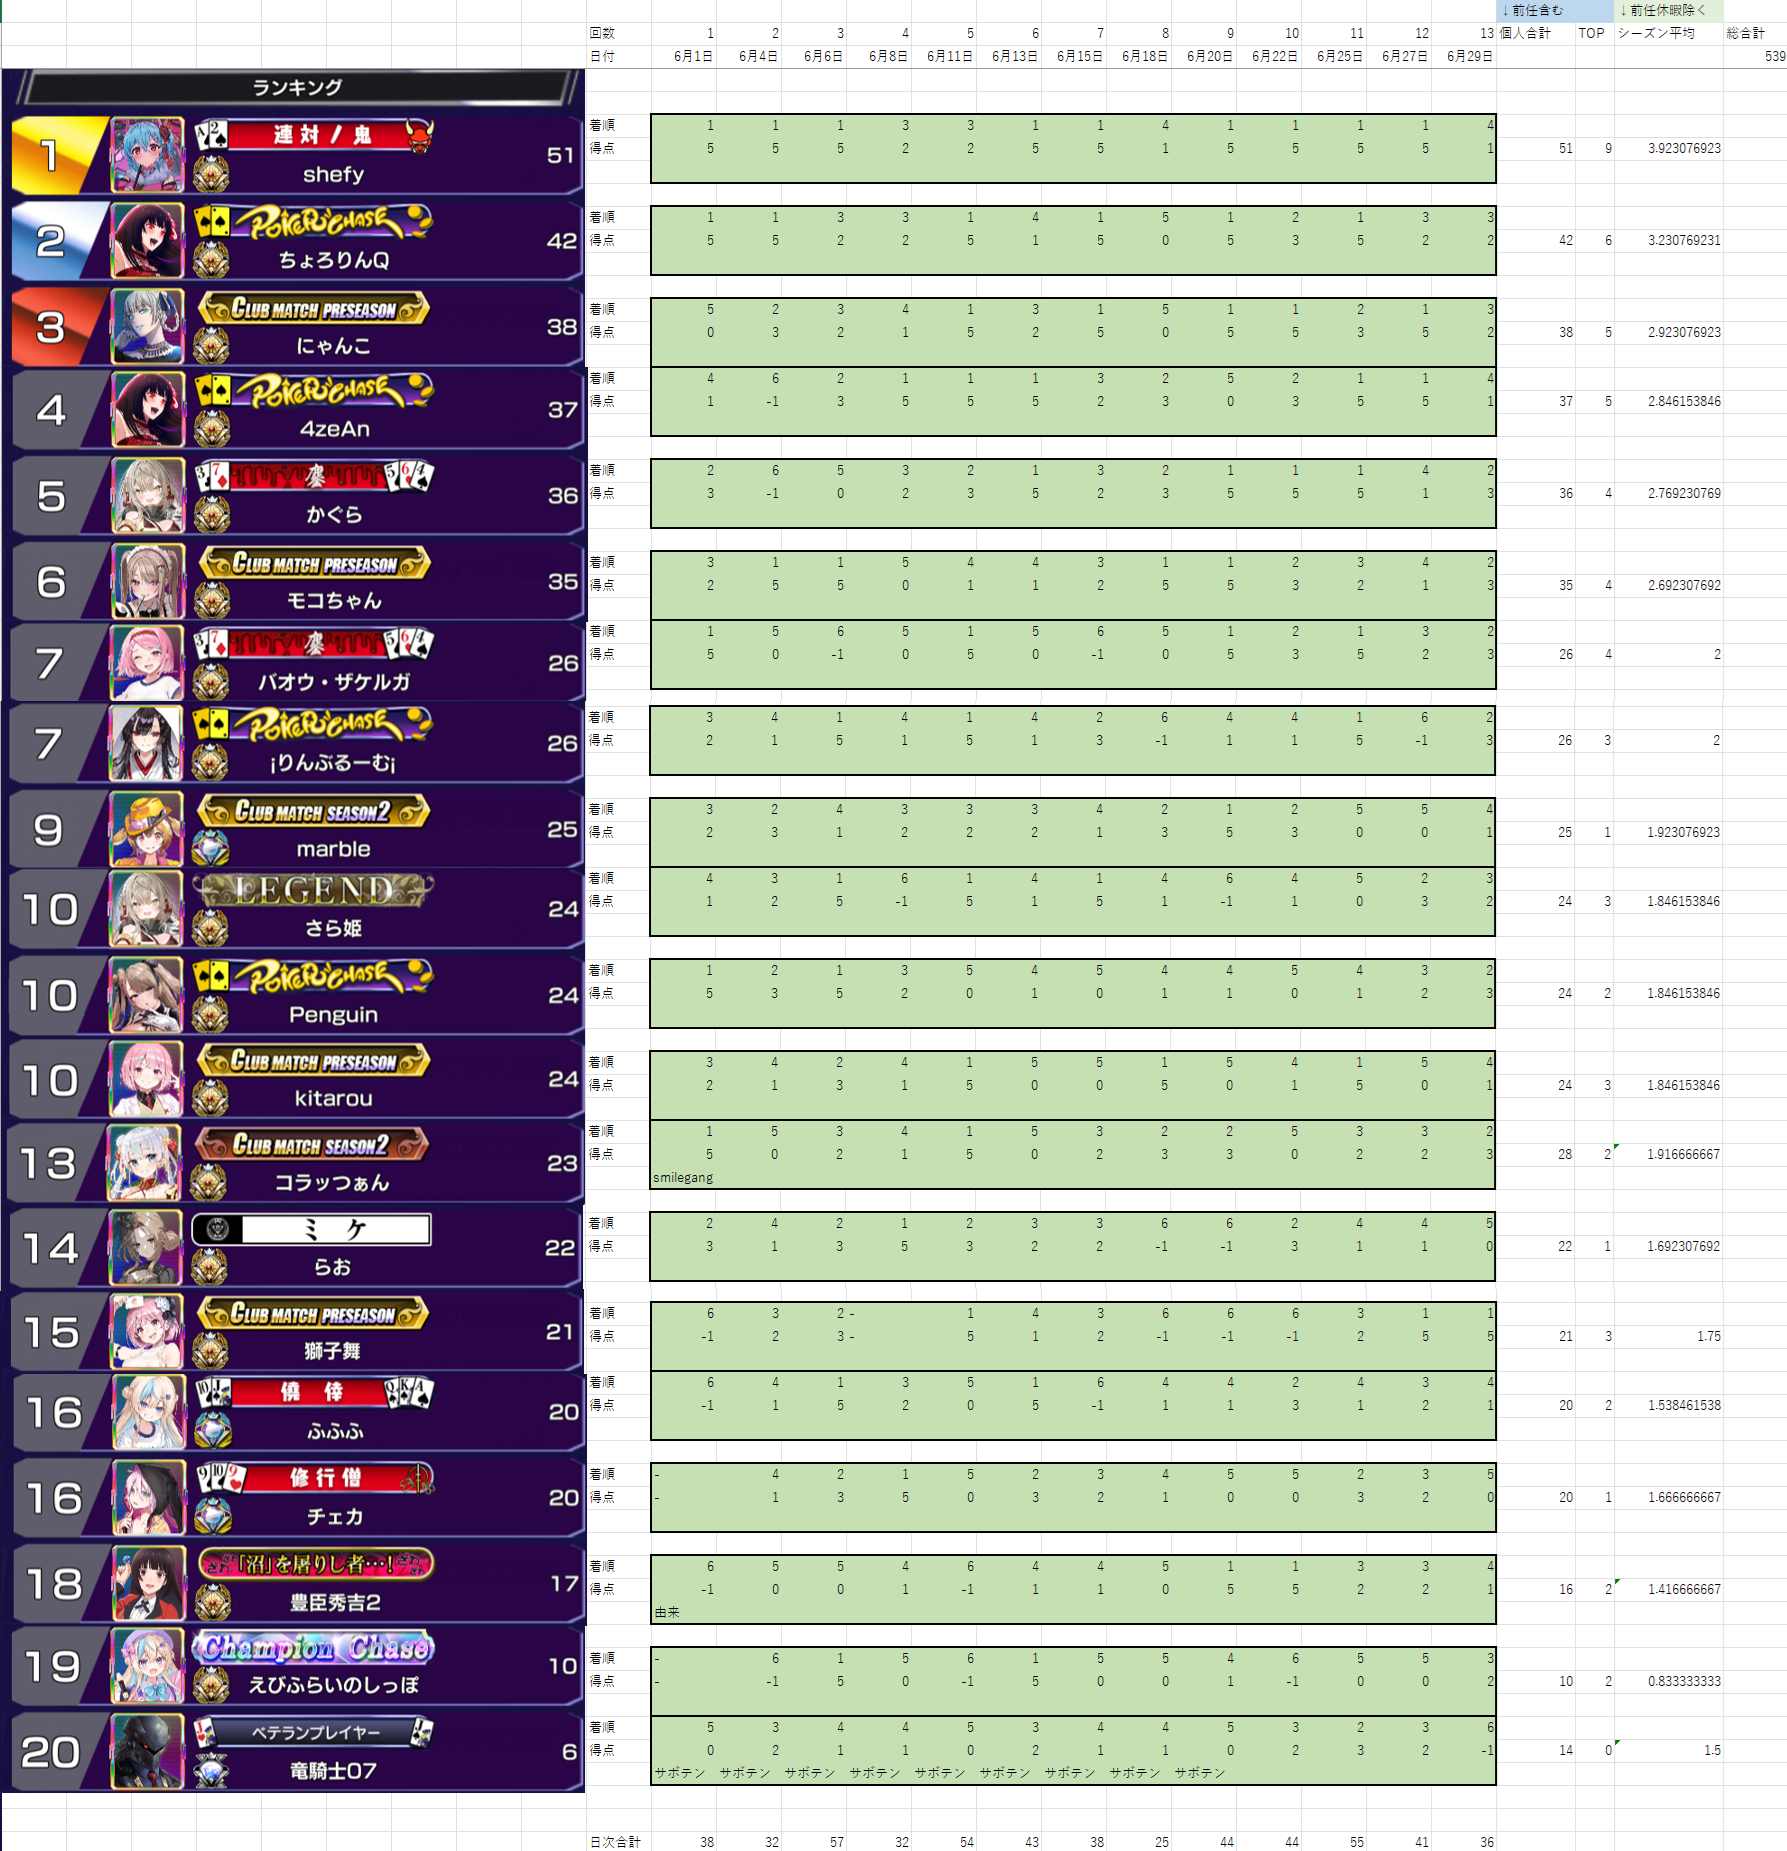 ↓前任含む ↓前任休暇除く
回数 1 2 3 4 5 6 7 8 9 10 11 12 13 個人合計 TOP シーズン平均 総合計
日付 6月1日 6月4日 6月6日 6月8日 6月11日 6月13日 6月15日 6月18日 6月20日 6月22日 6月25日 6月27日 6月29日 539
ランキング
1 連対ノ鬼 51
shefy
着順 1 1 1 3 3 1 1 4 1 1 1 1 4
得点 5 5 5 2 2 5 5 1 5 5 5 5 1 51 9 3.923076923
2 POKER CHASE 42
ちょろりんQ
着順 1 1 3 3 1 4 1 5 1 2 1 3 3
得点 5 5 2 2 5 1 5 0 5 3 5 2 2 42 6 3.230769231
3 CLUB MATCH PRESEASON 38
にゃんこ
着順 5 2 3 4 1 3 1 5 1 1 2 1 3
得点 0 3 2 1 5 2 5 0 5 5 3 5 2 38 5 2.923076923
4 POKER CHASE 37
4zeAn
着順 4 6 2 1 1 1 3 2 5 2 1 1 4
得点 1 -1 3 5 5 5 2 3 0 3 5 5 1 37 5 2.846153846
5 36
かぐら
着順 2 6 5 3 2 1 3 2 1 1 1 4 2
得点 3 -1 0 2 3 5 2 3 5 5 5 1 3 36 4 2.769230769
6 CLUB MATCH PRESEASON 35
モコちゃん
着順 3 1 1 5 4 4 3 1 1 2 3 4 2
得点 2 5 5 0 1 1 2 5 5 3 2 1 3 35 4 2.692307692
7 26
バオウ・ザケルガ
着順 1 5 6 5 1 5 6 5 1 2 1 3 2
得点 5 0 -1 0 5 0 -1 0 5 3 5 2 3 26 4 2
7 POKER CHASE 26
¡りんぶるーむ¡
着順 3 4 1 4 1 4 2 6 4 4 1 6 2
得点 2 1 5 1 5 1 3 -1 1 1 5 -1 3 26 3 2
9 CLUB MATCH SEASON2 25
marble
着順 3 2 4 3 3 3 4 2 1 2 5 5 4
得点 2 3 1 2 2 2 1 3 5 3 0 0 1 25 1 1.923076923
10 LEGEND 24
さら姫
着順 4 3 1 6 1 4 1 4 6 4 5 2 3
得点 1 2 5 -1 5 1 5 1 -1 1 0 3 2 24 3 1.846153846
10 POKER CHASE 24
Penguin
着順 1 2 1 3 5 4 5 4 4 5 4 3 2
得点 5 3 5 2 0 1 0 1 1 0 1 2 3 24 2 1.846153846
10 CLUB MATCH PRESEASON 24
kitarou
着順 3 4 2 4 1 5 5 1 5 4 1 5 4
得点 2 1 3 1 5 0 0 5 0 1 5 0 1 24 3 1.846153846
13 CLUB MATCH SEASON2 23
コラッつぁん
着順 1 5 3 4 1 5 3 2 2 5 3 3 2
得点 5 0 2 1 5 0 2 3 3 0 2 2 3 28 2 1.916666667
smilegang
14 ミケ 22
らお
着順 2 4 2 1 2 3 3 6 6 2 4 4 5
得点 3 1 3 5 3 2 2 -1 -1 3 1 1 0 22 1 1.692307692
15 CLUB MATCH PRESEASON 21
獅子舞
着順 6 3 2 - 1 4 3 6 6 6 3 1 1
得点 -1 2 3 - 5 1 2 -1 -1 -1 2 5 5 21 3 1.75
16 僥倖 20
ふふふ
着順 6 4 1 3 5 1 6 4 4 2 4 3 4
得点 -1 1 5 2 0 5 -1 1 1 3 1 2 1 20 2 1.538461538
16 修行僧 20
チェカ
着順 - 4 2 1 5 2 3 4 5 5 2 3 5
得点 - 1 3 5 0 3 2 1 0 0 3 2 0 20 1 1.666666667
18 「沼」を屠りし者…! 17
豊臣秀吉2
着順 6 5 5 4 6 4 4 5 1 1 3 3 4
得点 -1 0 0 1 -1 1 1 0 5 5 2 2 1 16 2 1.416666667
由来
19 Champion Chase 10
えびふらいのしっぽ
着順 - 6 1 5 6 1 5 5 4 6 5 5 3
得点 - -1 5 0 -1 5 0 0 1 -1 0 0 2 10 2 0.833333333
20 ベテランプレイヤー 6
竜騎士07
着順 5 3 4 4 5 3 4 4 5 3 2 3 6
得点 0 2 1 1 0 2 1 1 0 2 3 2 -1 14 0 1.5
サボテン サボテン サボテン サボテン サボテン サボテン サボテン サボテン サボテン
日次合計 38 32 57 32 54 43 38 25 44 44 55 41 36